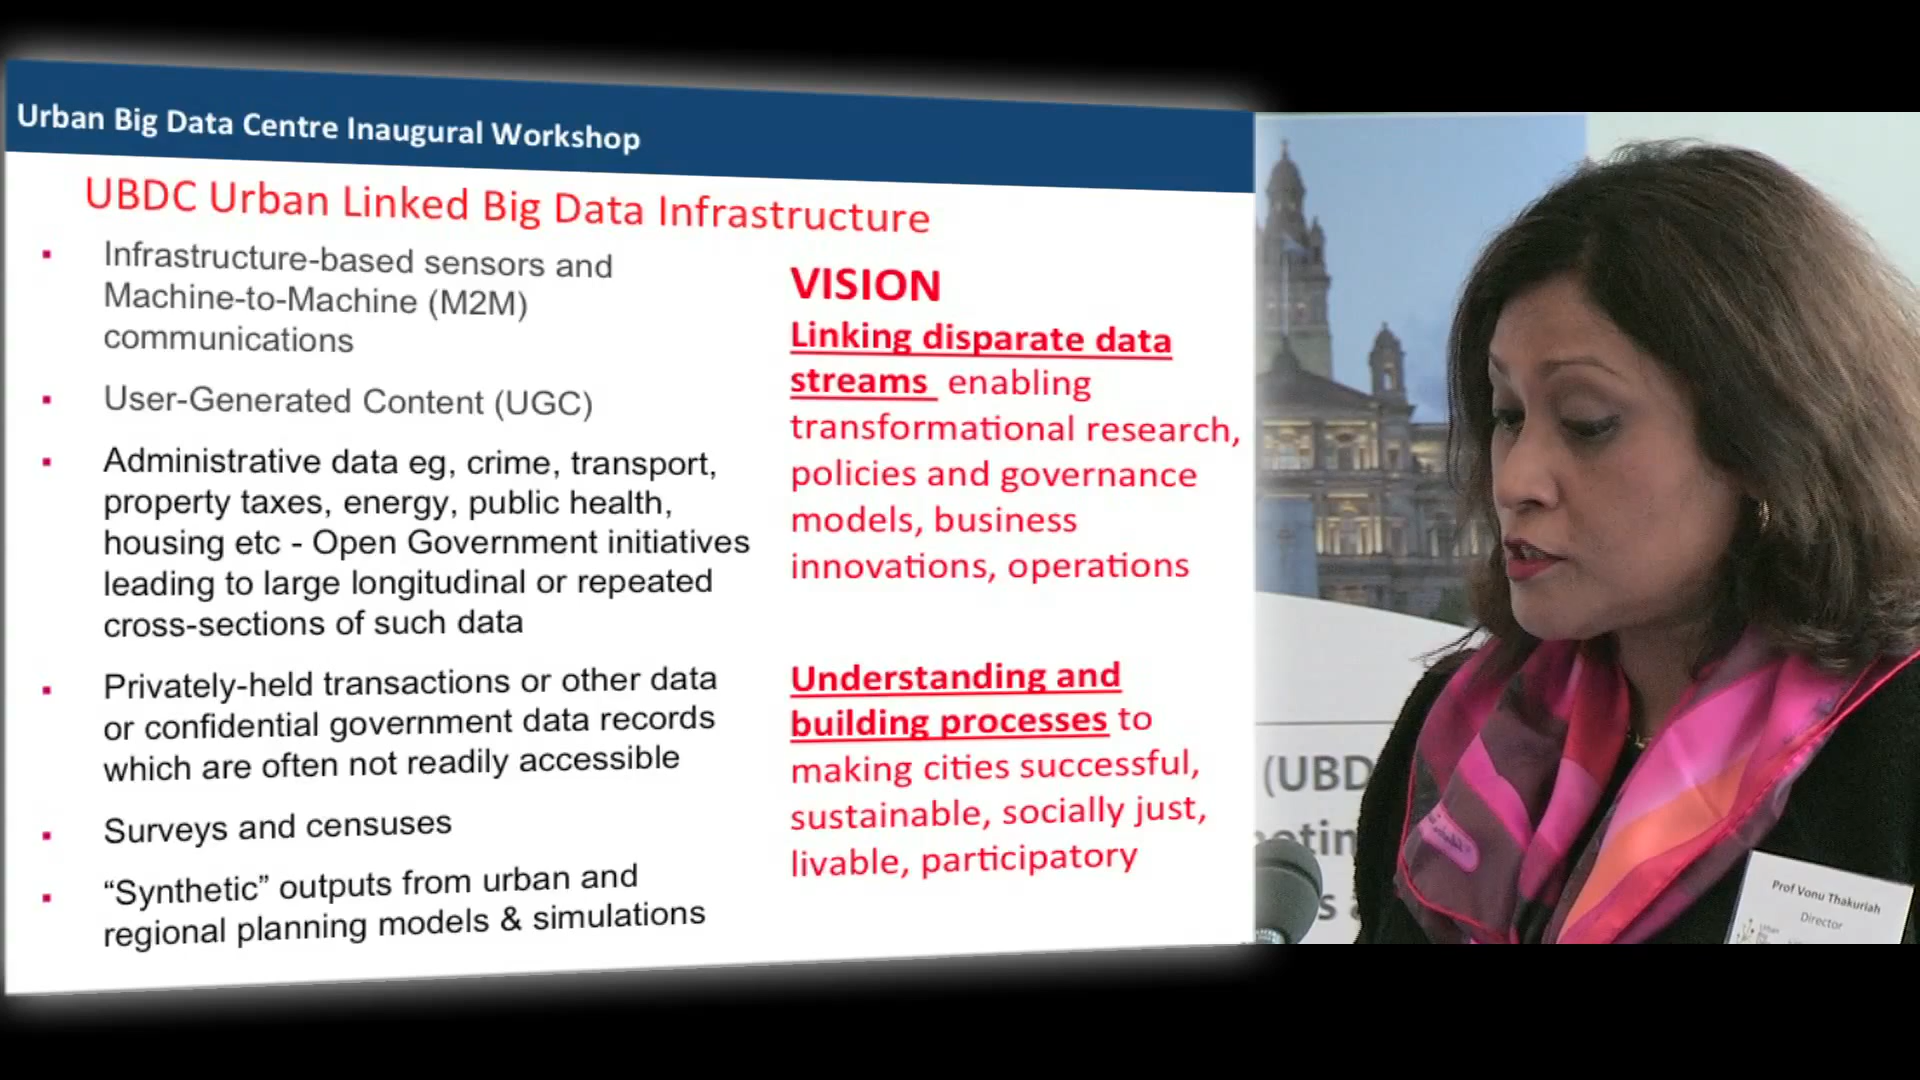 Urban Big Data Centre Inaugural Workshop
UBDC Urban Linked Big Data Infrastructure
▪ Infrastructure-based sensors and
Machine-to-Machine (M2M)
communications
▪ User-Generated Content (UGC)
▪ Administrative data eg, crime, transport,
property taxes, energy, public health,
housing etc - Open Government initiatives
leading to large longitudinal or repeated
cross-sections of such data
▪ Privately-held transactions or other data
or confidential government data records
which are often not readily accessible
▪ Surveys and censuses
▪ “Synthetic” outputs from urban and
regional planning models & simulations
VISION
Linking disparate data
streams enabling
transformational research,
policies and governance
models, business
innovations, operations
Understanding and
building processes to
making cities successful,
sustainable, socially just,
livable, participatory
(UBD
Prof Vonu Thakuriah
Director
Urban
Big